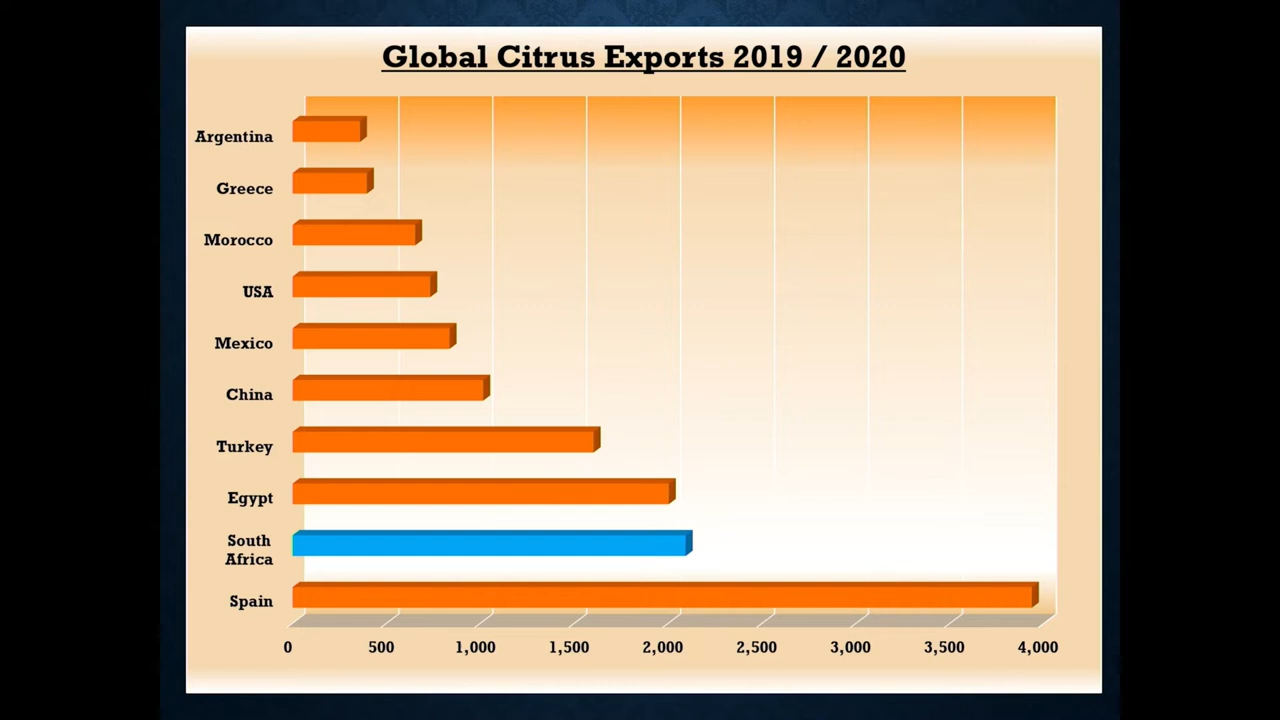 Global Citrus Exports 2019 / 2020
Argentina
Greece
Morocco
USA
Mexico
China
Turkey
Egypt
South
Africa
Spain
0 500 1,000 1,500 2,000 2,500 3,000 3,500 4,000